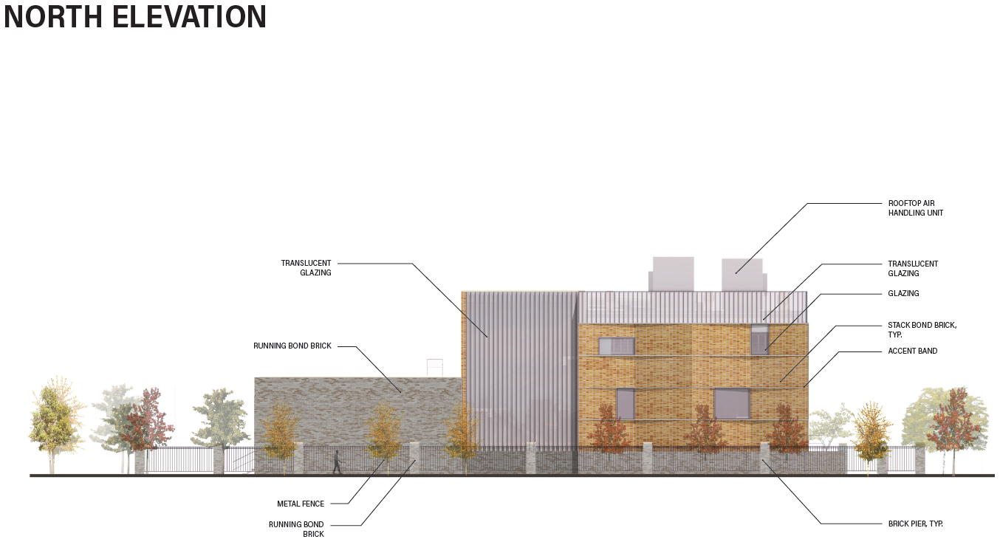 NORTH ELEVATION
ROOFTOP AIR
HANDLING UNIT
TRANSLUCENT
GLAZING
TRANSLUCENT
GLAZING
GLAZING
STACK BOND BRICK,
TYP.
RUNNING BOND BRICK
ACCENT BAND
METAL FENCE
RUNNING BOND
BRICK
BRICK PIER, TYP.